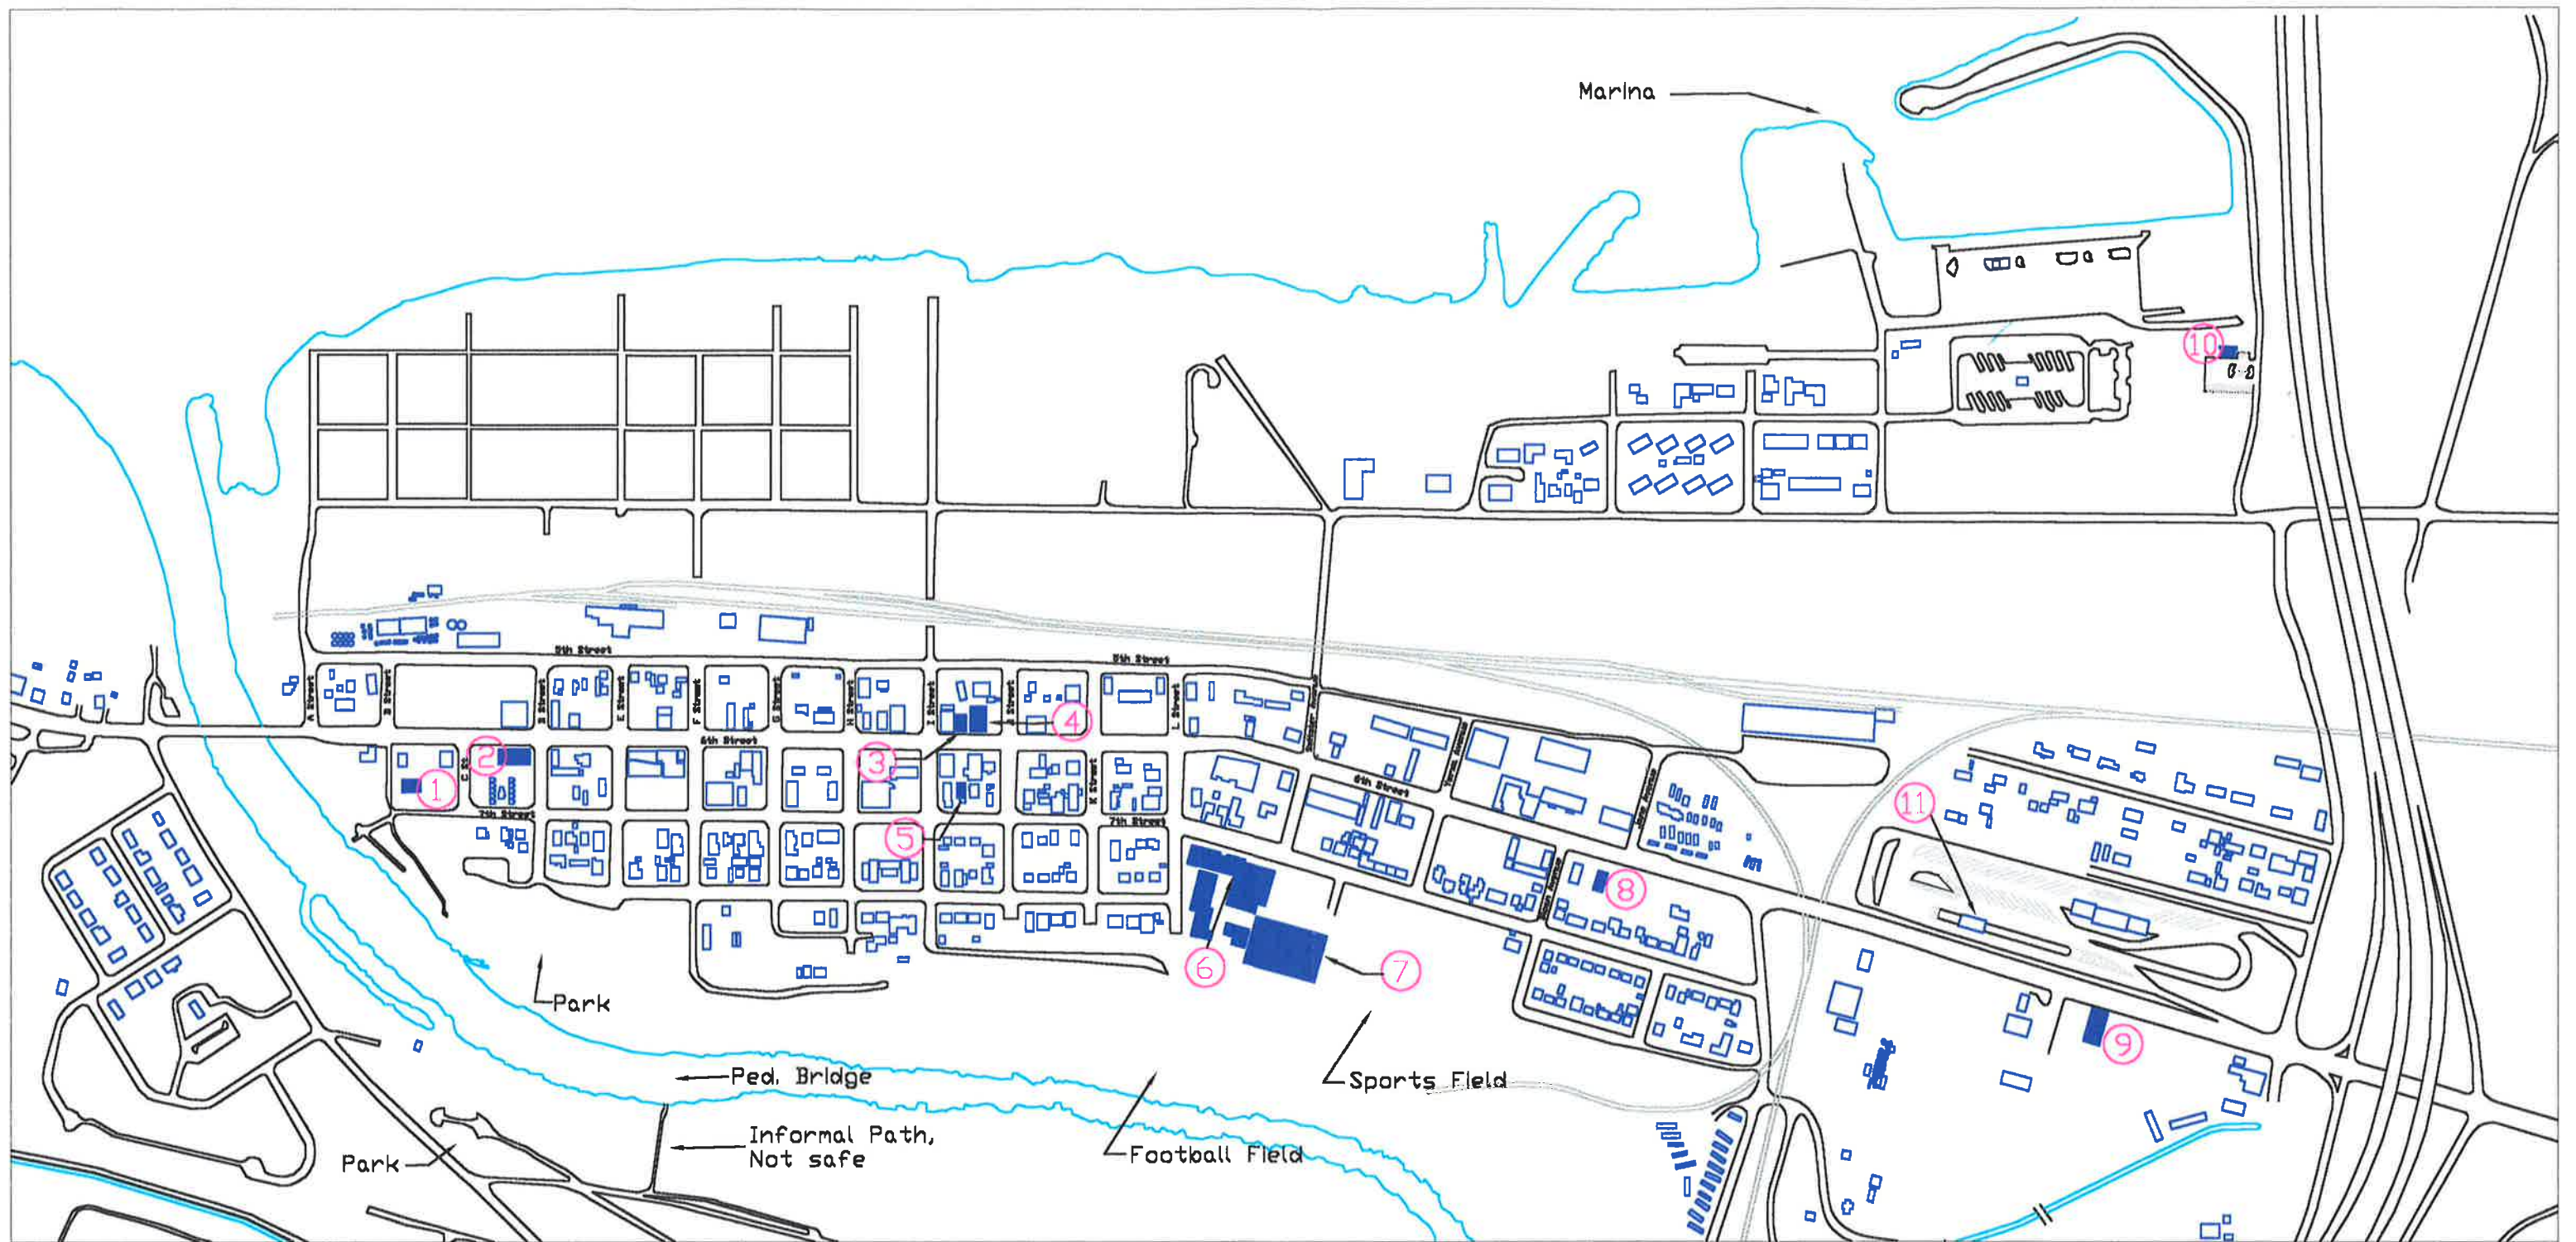 Marina
10
5th Street
5th Street
A Street
B Street
E Street
F Street
G Street
H Street
I Street
J Street
L Street
4
6th Street
3
2
1
K Street
6th Street
7th Street
7th Street
5
11
8
6
7
Park
9
Ped. Bridge
Sports Field
Informal Path,
Not safe
Football Field
Park